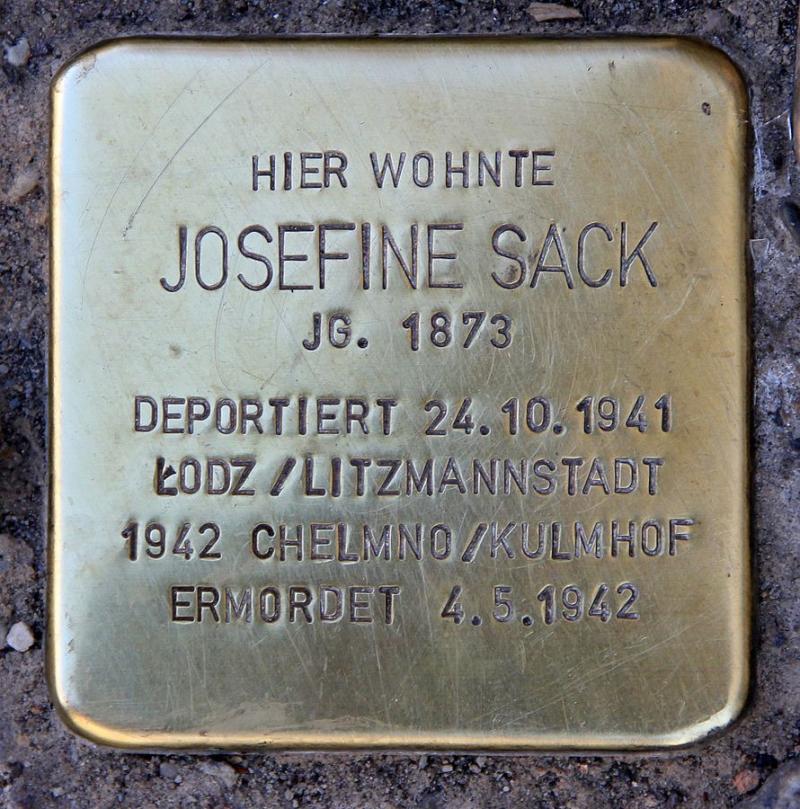 HIER WOHNTE
JOSEFINE SACK
JG. 1873
DEPORTIERT 24.10.1941
ŁODZ/LITZMANNSTADT
1942 CHELMNO/KULMHOF
ERMORDET 4.5.1942